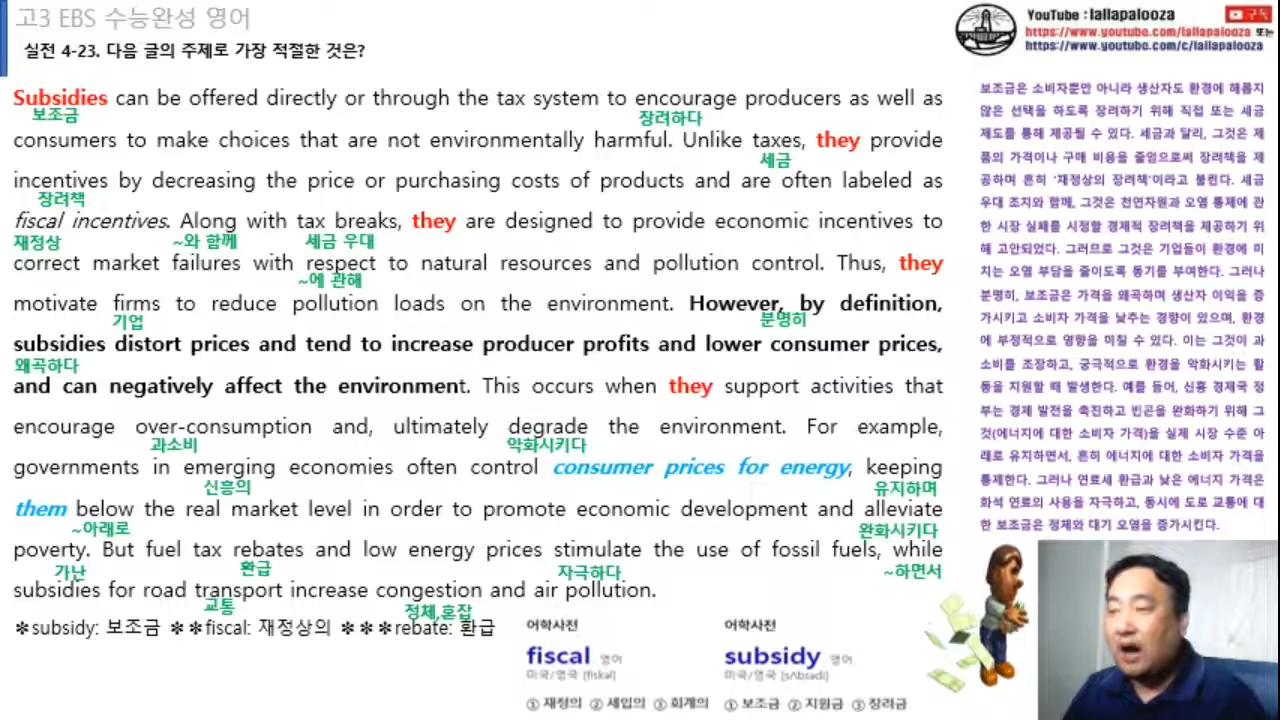 고3 EBS 수능완성 영어
실전 4-23. 다음 글의 주제로 가장 적절한 것은?
YouTube : lallapalooza
구독
https://www.youtube.com/lallapalooza 또는
https://www.youtube.com/c/lallapalooza
Subsidies can be offered directly or through the tax system to encourage producers as well as
보조금 장려하다
consumers to make choices that are not environmentally harmful. Unlike taxes, they provide
세금
incentives by decreasing the price or purchasing costs of products and are often labeled as
장려책
fiscal incentives. Along with tax breaks, they are designed to provide economic incentives to
재정상 ~와 함께 세금 우대
correct market failures with respect to natural resources and pollution control. Thus, they
~에 관해
motivate firms to reduce pollution loads on the environment. However, by definition,
기업 분명히
subsidies distort prices and tend to increase producer profits and lower consumer prices,
왜곡하다
and can negatively affect the environment. This occurs when they support activities that
encourage over-consumption and, ultimately degrade the environment. For example,
과소비 악화시키다
governments in emerging economies often control consumer prices for energy, keeping
신흥의 유지하며
them below the real market level in order to promote economic development and alleviate
~아래로 완화시키다
poverty. But fuel tax rebates and low energy prices stimulate the use of fossil fuels, while
가난 환급 자극하다 ~하면서
subsidies for road transport increase congestion and air pollution.
교통 정체,혼잡
∗subsidy: 보조금 ∗∗fiscal: 재정상의 ∗∗∗rebate: 환급
보조금은 소비자뿐만 아니라 생산자도 환경에 해롭지
않은 선택을 하도록 장려하기 위해 직접 또는 세금
제도를 통해 제공될 수 있다. 세금과 달리, 그것은 제
품의 가격이나 구매 비용을 줄임으로써 장려책을 제
공하며 흔히 '재정상의 장려책'이라고 불린다. 세금
우대 조치와 함께, 그것은 천연자원과 오염 통제에 관
한 시장 실패를 시정할 경제적 장려책을 제공하기 위
해 고안되었다. 그러므로 그것은 기업들이 환경에 미
치는 오염 부담을 줄이도록 동기를 부여한다. 그러나
분명히, 보조금은 가격을 왜곡하며 생산자 이익을 증
가시키고 소비자 가격을 낮추는 경향이 있으며, 환경
에 부정적으로 영향을 미칠 수 있다. 이는 그것이 과
소비를 조장하고, 궁극적으로 환경을 악화시키는 활
동을 지원할 때 발생한다. 예를 들어, 신흥 경제국 정
부는 경제 발전을 촉진하고 빈곤을 완화하기 위해 그
것(에너지에 대한 소비자 가격)을 실제 시장 수준 아
래로 유지하면서, 흔히 에너지에 대한 소비자 가격을
통제한다. 그러나 연료세 환급과 낮은 에너지 가격은
화석 연료의 사용을 자극하고, 동시에 도로 교통에 대
한 보조금은 정체와 대기 오염을 증가시킨다.
어학사전
fiscal 영어
미국/영국 [fískəl]
① 재정의 ② 세입의 ③ 회계의
어학사전
subsidy 영어
미국/영국 [sʌ́bsədi]
① 보조금 ② 지원금 ③ 장려금